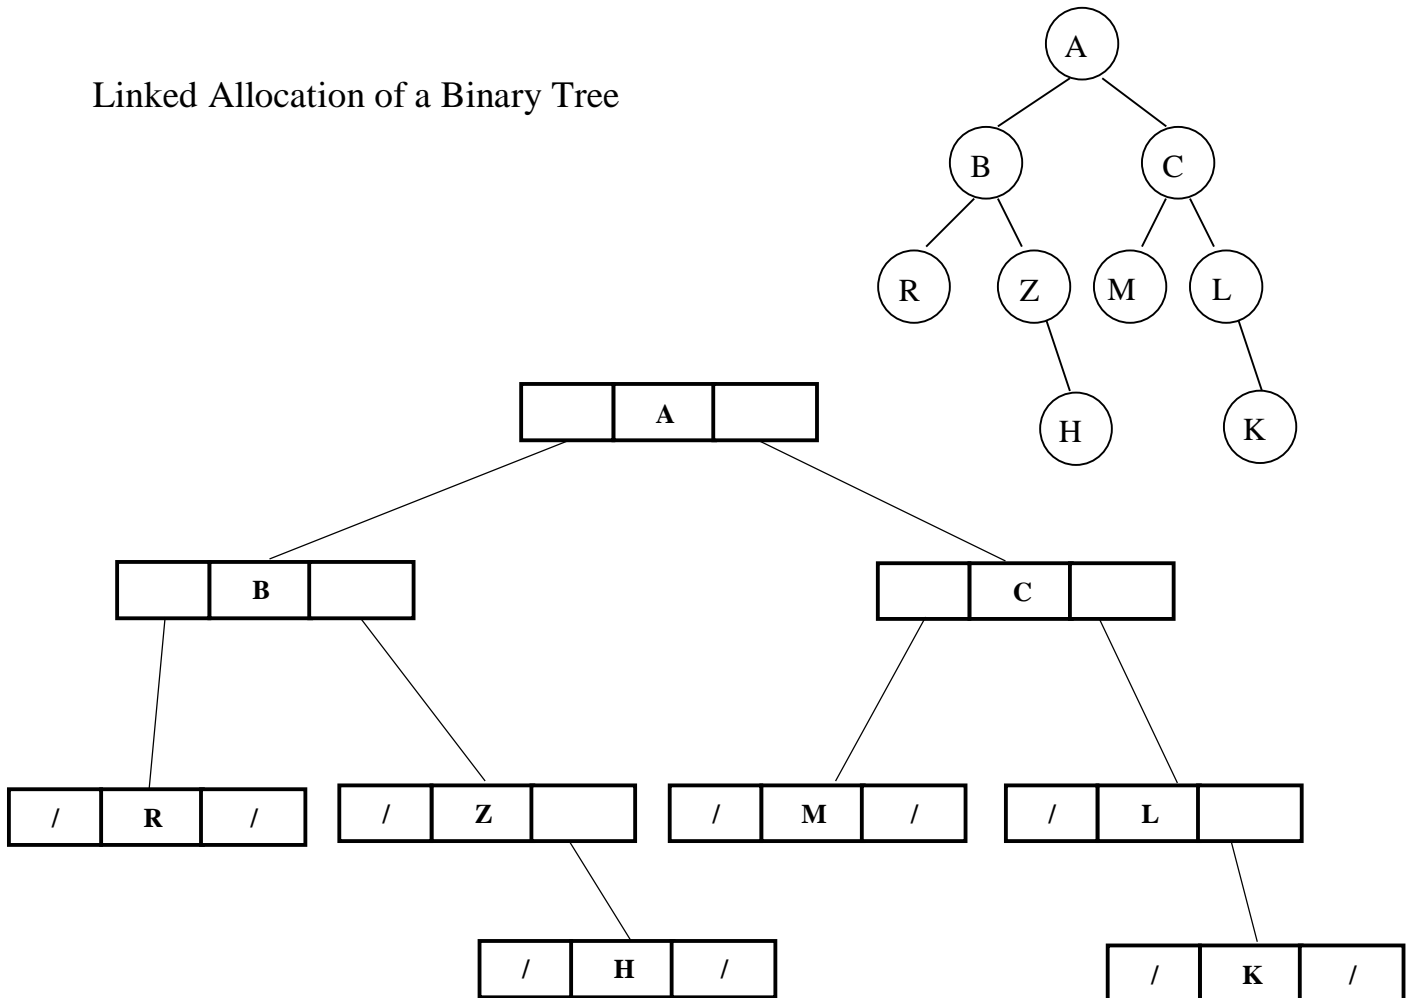 A
Linked Allocation of a Binary Tree
B C
R Z M L
H K
A
B C
/ R / / Z / M / / L
/ H / / K /